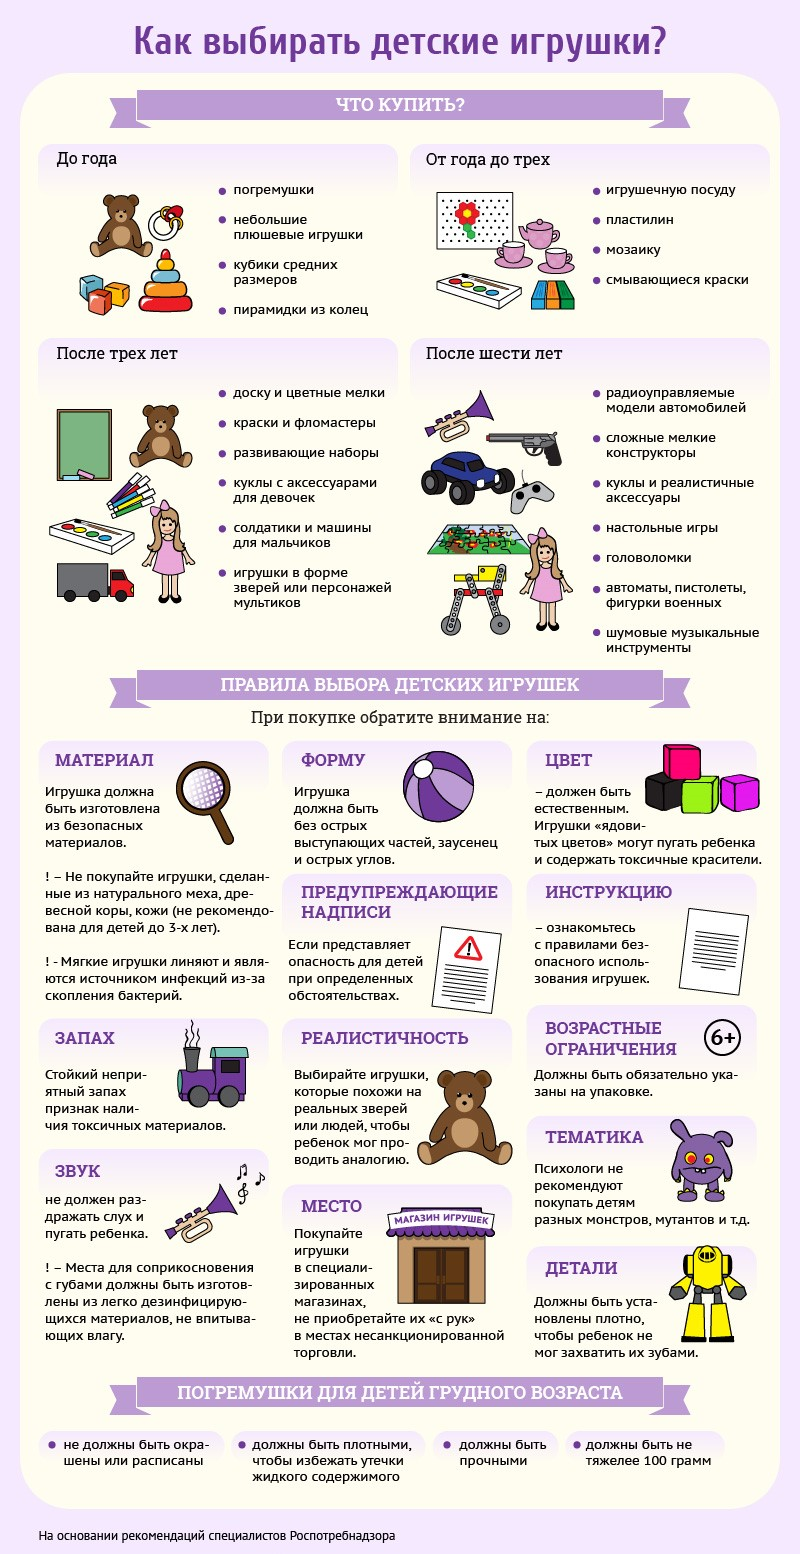 Как выбирать детские игрушки?
ЧТО КУПИТЬ?
До года
погремушки
небольшие
плюшевые игрушки
кубики средних
размеров
пирамидки из колец
От года до трех
игрушечную посуду
пластилин
мозаику
смывающиеся краски
После трех лет
доску и цветные мелки
краски и фломастеры
развивающие наборы
куклы с аксессуарами
для девочек
солдатики и машины
для мальчиков
игрушки в форме
зверей или персонажей
мультиков
После шести лет
радиоуправляемые
модели автомобилей
сложные мелкие
конструкторы
куклы и реалистичные
аксессуары
настольные игры
головоломки
автоматы, пистолеты,
фигурки военных
шумовые музыкальные
инструменты
ПРАВИЛА ВЫБОРА ДЕТСКИХ ИГРУШЕК
При покупке обратите внимание на:
МАТЕРИАЛ
Игрушка должна
быть изготовлена
из безопасных
материалов.
! – Не покупайте игрушки, сделан-
ные из натурального меха, дре-
весной коры, кожи (не рекомендо-
вана для детей до 3-х лет).
! - Мягкие игрушки линяют и явля-
ются источником инфекций из-за
скопления бактерий.
ФОРМУ
Игрушка
должна быть
без острых
выступающих частей, заусенец
и острых углов.
ЦВЕТ
– должен быть
естественным.
Игрушки «ядови-
тых цветов» могут пугать ребенка
и содержать токсичные красители.
ПРЕДУПРЕЖДАЮЩИЕ
НАДПИСИ
Если представляет
опасность для детей
при определенных
обстоятельствах.
ИНСТРУКЦИЮ
– ознакомьтесь
с правилами без-
опасного исполь-
зования игрушек.
ЗАПАХ
Стойкий непри-
ятный запах
признак нали-
чия токсичных материалов.
РЕАЛИСТИЧНОСТЬ
Выбирайте игрушки,
которые похожи на
реальных зверей
или людей, чтобы
ребенок мог про-
водить аналогию.
ВОЗРАСТНЫЕ
ОГРАНИЧЕНИЯ
6+
Должны быть обязательно ука-
заны на упаковке.
ТЕМАТИКА
Психологи не
рекомендуют
покупать детям
разных монстров, мутантов и т.д.
ЗВУК
не должен раз-
дражать слух и
пугать ребенка.
! – Места для соприкосновения
с губами должны быть изготов-
лены из легко дезинфицирую-
щихся материалов, не впитыва-
ющих влагу.
МЕСТО
МАГАЗИН ИГРУШЕК
Покупайте
игрушки
в специали-
зированных
магазинах,
не приобретайте их «с рук»
в местах несанкционированной
торговли.
ДЕТАЛИ
Должны быть уста-
новлены плотно,
чтобы ребенок не
мог захватить их зубами.
ПОГРЕМУШКИ ДЛЯ ДЕТЕЙ ГРУДНОГО ВОЗРАСТА
не должны быть окра-
шены или расписаны
должны быть плотными,
чтобы избежать утечки
жидкого содержимого
должны быть
прочными
должны быть не
тяжелее 100 грамм
На основании рекомендаций специалистов Роспотребнадзора